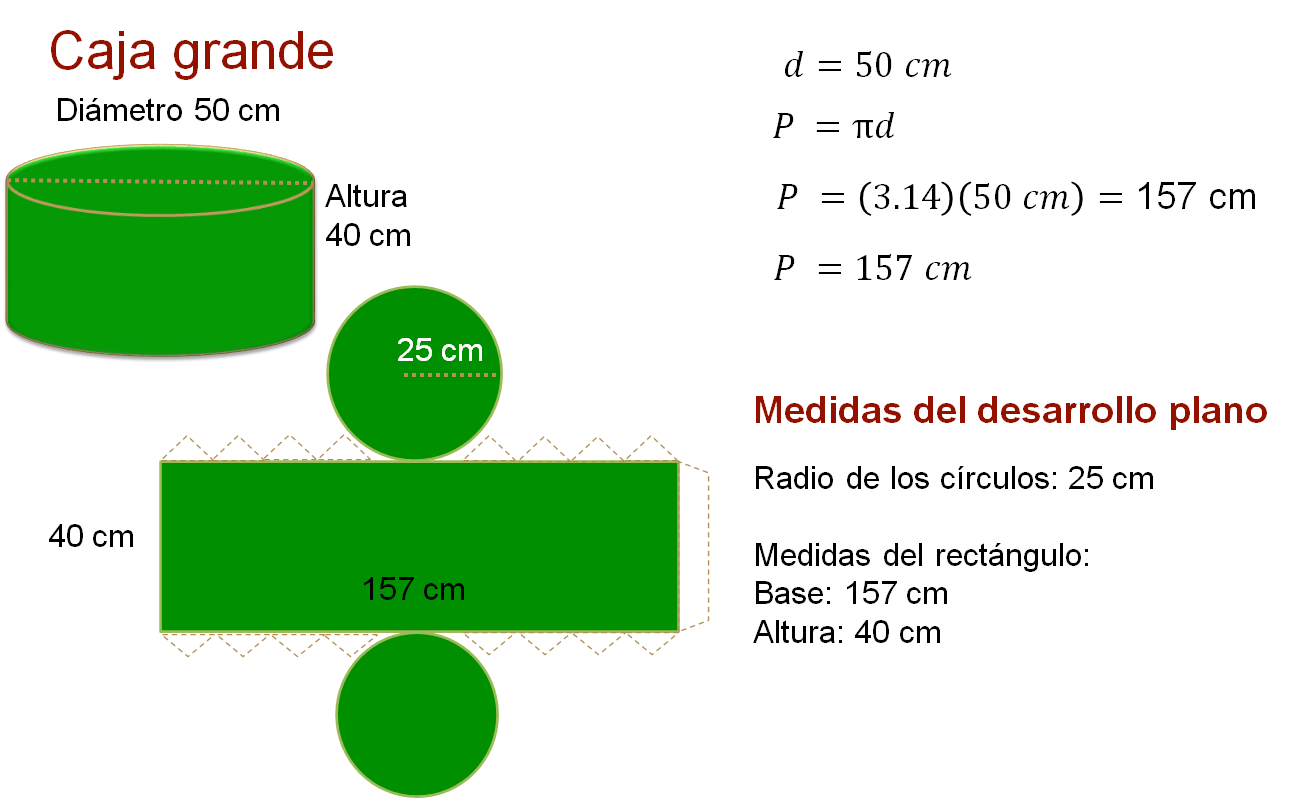 Caja grande
Diámetro 50 cm
Altura
40 cm
25 cm
40 cm
157 cm
d = 50 cm
P = πd
P = (3.14)(50 cm) = 157 cm
P = 157 cm
Medidas del desarrollo plano
Radio de los círculos: 25 cm
Medidas del rectángulo:
Base: 157 cm
Altura: 40 cm